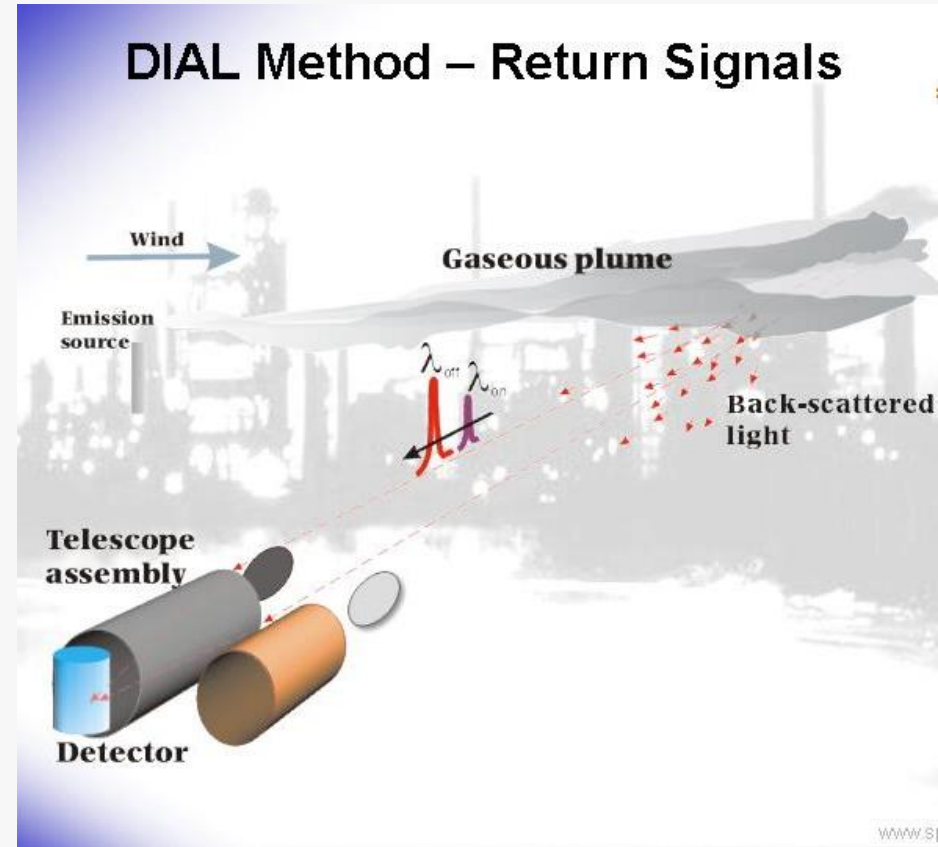 DIAL Method – Return Signals
Wind
Gaseous plume
Emission
source
λoff
λon
Back-scattered
light
Telescope
assembly
Detector